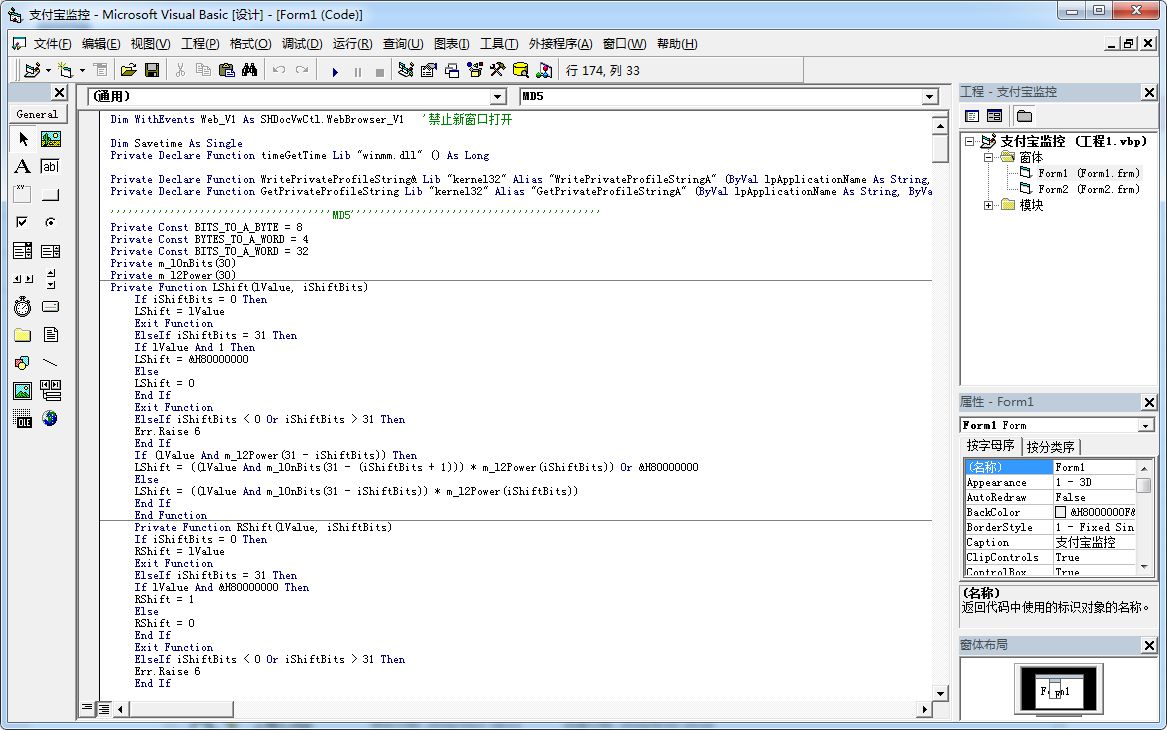 支付宝监控 - Microsoft Visual Basic [设计] - [Form1 (Code)]
文件(F) 编辑(E) 视图(V) 工程(P) 格式(O) 调试(D) 运行(R) 查询(U) 图表(I) 工具(T) 外接程序(A) 窗口(W) 帮助(H)
行 174, 列 33
General
A
ab|
xy
OLE
(通用)
MD5
Dim WithEvents Web_V1 As SHDocVwCtl.WebBrowser_V1   '禁止新窗口打开
Dim Savetime As Single
Private Declare Function timeGetTime Lib "winmm.dll" () As Long
Private Declare Function WritePrivateProfileString& Lib "kernel32" Alias "WritePrivateProfileStringA" (ByVal lpApplicationName As String,
Private Declare Function GetPrivateProfileString Lib "kernel32" Alias "GetPrivateProfileStringA" (ByVal lpApplicationName As String, ByVa
''''''''''''''''''''''''''''''''''''''MD5''''''''''''''''''''''''''''''''''''''''''
Private Const BITS_TO_A_BYTE = 8
Private Const BYTES_TO_A_WORD = 4
Private Const BITS_TO_A_WORD = 32
Private m_lOnBits(30)
Private m_l2Power(30)
Private Function LShift(lValue, iShiftBits)
If iShiftBits = 0 Then
LShift = lValue
Exit Function
ElseIf iShiftBits = 31 Then
If lValue And 1 Then
LShift = &H80000000
Else
LShift = 0
End If
Exit Function
ElseIf iShiftBits < 0 Or iShiftBits > 31 Then
Err.Raise 6
End If
If (lValue And m_l2Power(31 - iShiftBits)) Then
LShift = ((lValue And m_lOnBits(31 - (iShiftBits + 1))) * m_l2Power(iShiftBits)) Or &H80000000
Else
LShift = ((lValue And m_lOnBits(31 - iShiftBits)) * m_l2Power(iShiftBits))
End If
End Function
Private Function RShift(lValue, iShiftBits)
If iShiftBits = 0 Then
RShift = lValue
Exit Function
ElseIf iShiftBits = 31 Then
If lValue And &H80000000 Then
RShift = 1
Else
RShift = 0
End If
Exit Function
ElseIf iShiftBits < 0 Or iShiftBits > 31 Then
Err.Raise 6
End If
工程 - 支付宝监控
支付宝监控 (工程1.vbp)
窗体
Form1 (Form1.frm)
Form2 (Form2.frm)
模块
属性 - Form1
Form1 Form
按字母序 按分类序
(名称) Form1
Appearance 1 - 3D
AutoRedraw False
BackColor &H8000000F&
BorderStyle 1 - Fixed Sin
Caption 支付宝监控
ClipControls True
ControlBox True
(名称)
返回代码中使用的标识对象的名称。
窗体布局